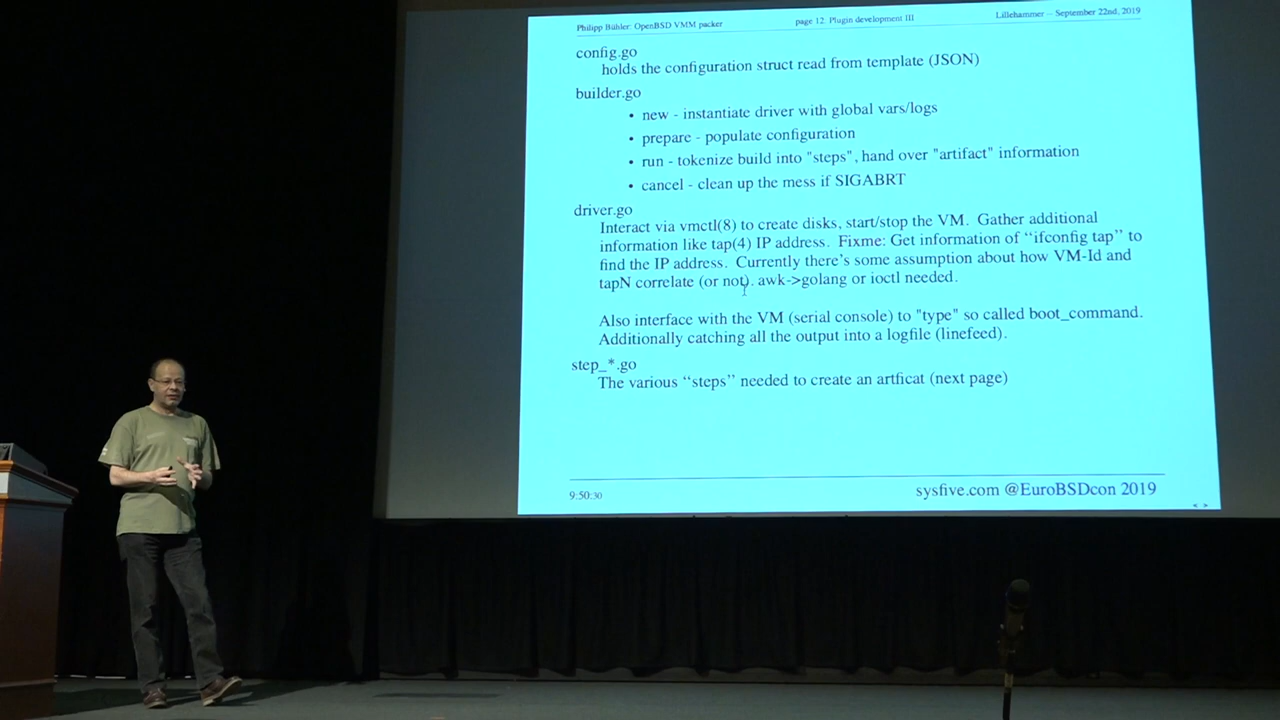 Philipp Bühler: OpenBSD VMM packer page 12. Plugin development III Lillehammer -- September 22nd, 2019
config.go
holds the configuration struct read from template (JSON)
builder.go
• new - instantiate driver with global vars/logs
• prepare - populate configuration
• run - tokenize build into "steps", hand over "artifact" information
• cancel - clean up the mess if SIGABRT
driver.go
Interact via vmctl(8) to create disks, start/stop the VM. Gather additional
information like tap(4) IP address. Fixme: Get information of ‘‘ifconfig tap’’ to
find the IP address. Currently there's some assumption about how VM-Id and
tapN correlate (or not). awk->golang or ioctl needed.
Also interface with the VM (serial console) to "type" so called boot_command.
Additionally catching all the output into a logfile (linefeed).
step_*.go
The various ‘‘steps’’ needed to create an artficat (next page)
9:50:30 sysfive.com @EuroBSDcon 2019
< >